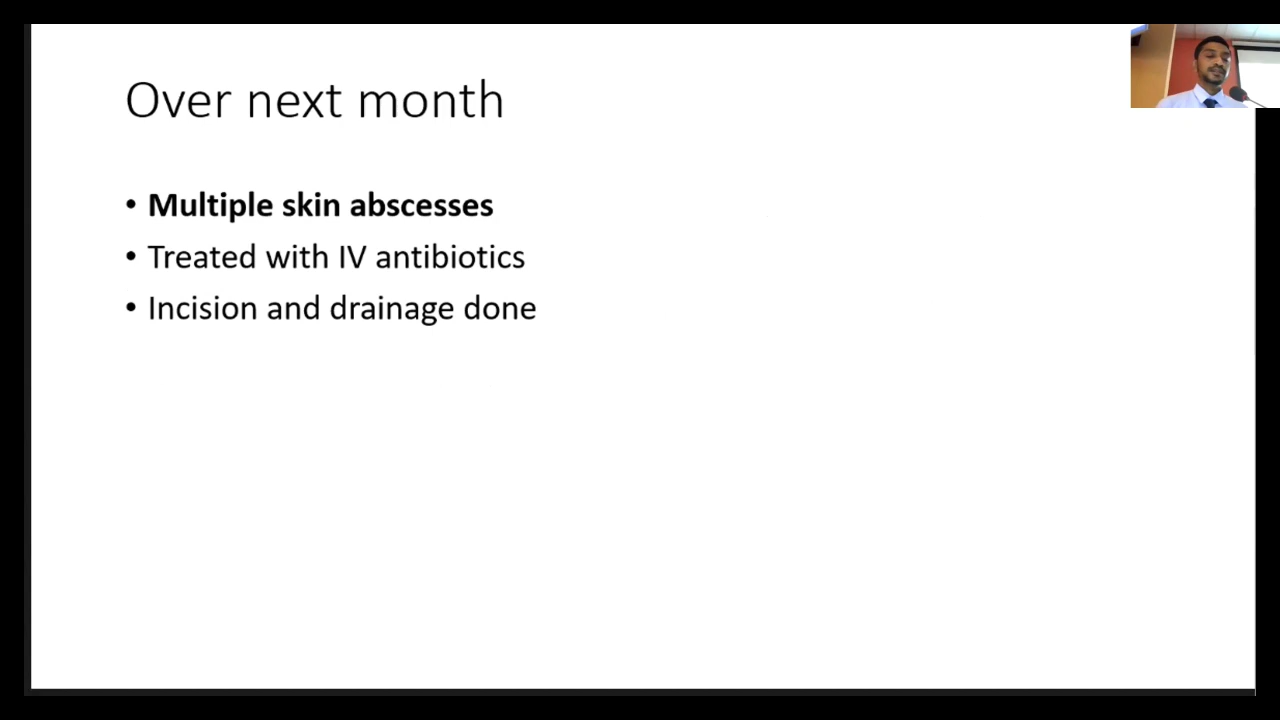 Over next month
• Multiple skin abscesses
• Treated with IV antibiotics
• Incision and drainage done